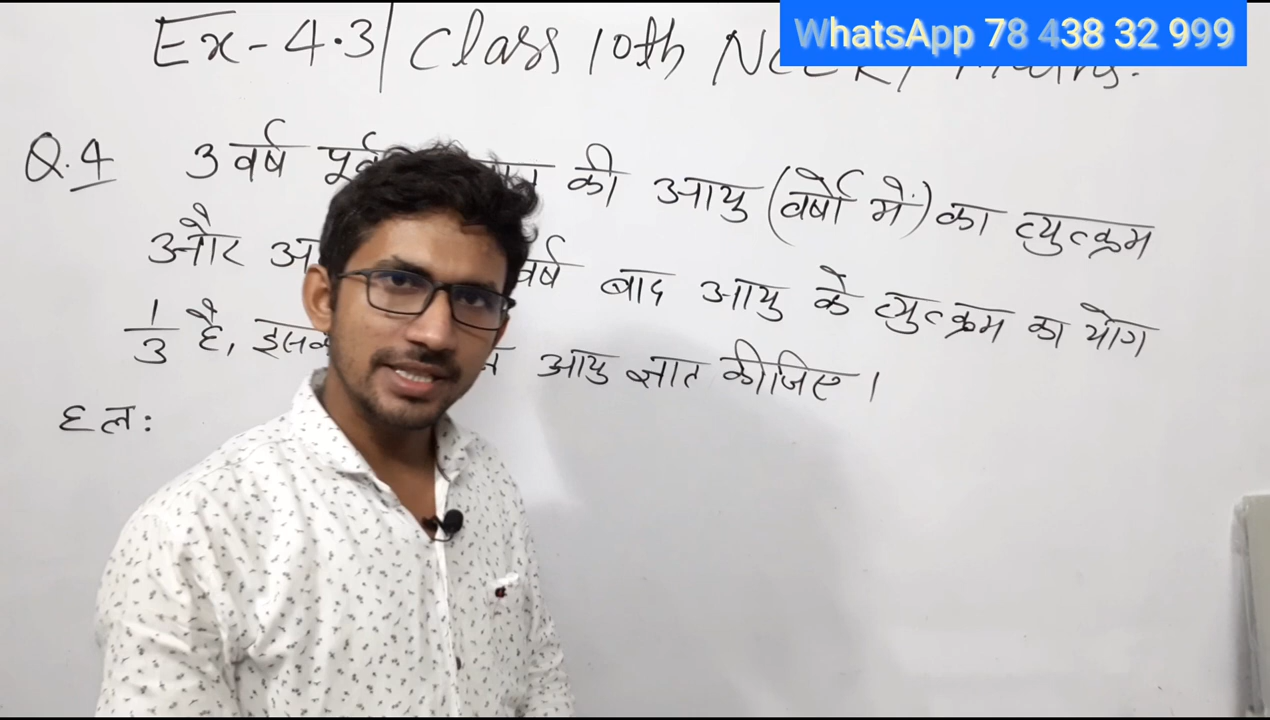 WhatsApp 78 438 32 999
Ex-4.3 | Class 10th
Q.4 3 वर्ष की आयु (वर्षो में) का व्युत्क्रम
और वर्ष बाद आयु के व्युत्क्रम का योग
1/3 है, आयु ज्ञात कीजिए ।
हल: